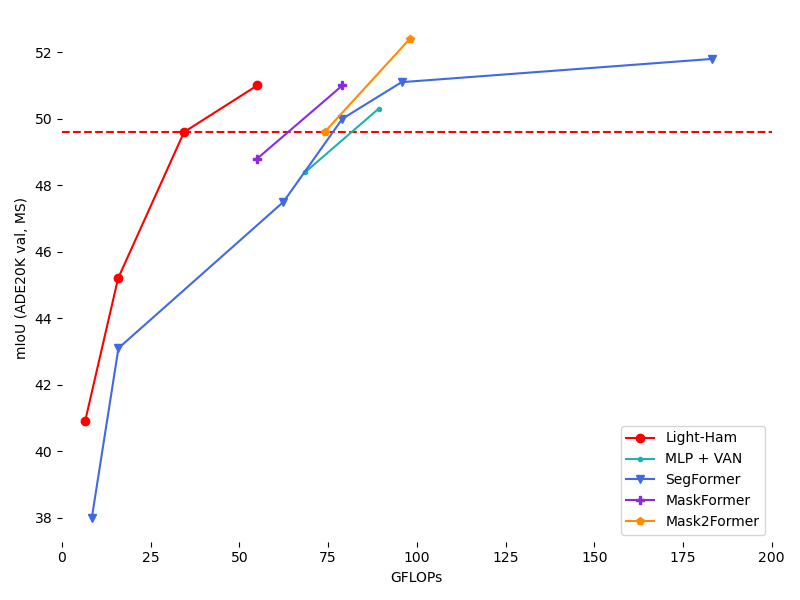 52
50
48
46
44
42
40
38
mIoU (ADE20K val, MS)
0 25 50 75 100 125 150 175 200
GFLOPs
Light-Ham
MLP + VAN
SegFormer
MaskFormer
Mask2Former